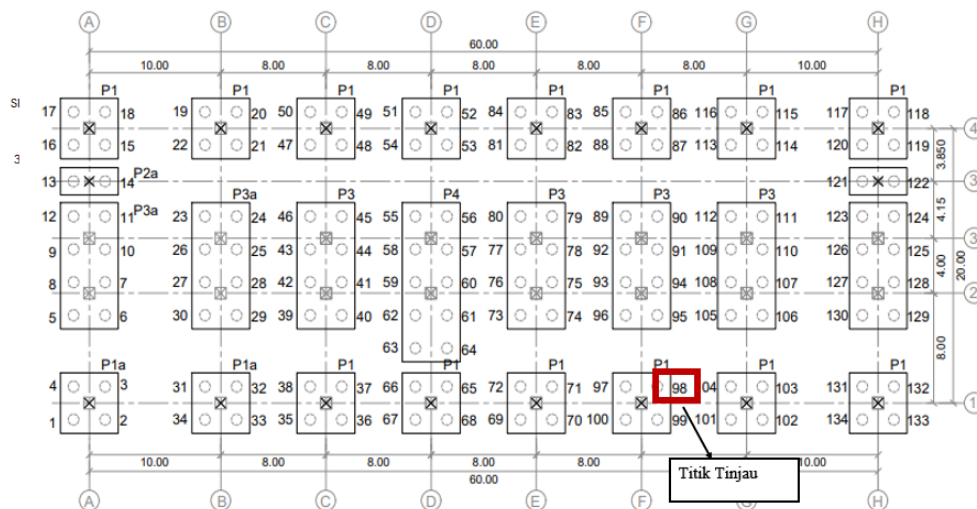 A B C D E F G H
60.00
10.00 8.00 8.00 8.00 8.00 8.00 10.00
P1 P1 P1 P1 P1 P1 P1 P1
SI
17 18 19 20 50 49 51 52 84 83 85 86 116 115 117 118
4
16 15 22 21 47 48 54 53 81 82 88 87 113 114 120 119
3.850
13 14 P2a 121 122
3
P3a P3 P4 P3 P3 P3
12 11 P3a 23 24 46 45 55 56 80 79 89 90 112 111 123 124
4.15
3
9 10 26 25 43 44 58 57 77 78 92 91 109 110 126 125
4.00
20.00
8 7 27 28 42 41 59 60 76 75 93 94 108 107 127 128
2
5 6 30 29 39 40 62 61 73 74 96 95 105 106 130 129
63 64
8.00
P1a P1a P1 P1 P1 P1 P1 P1
4 3 31 32 38 37 66 65 72 71 97 98 04 103 131 132
1
1 2 34 33 35 36 67 68 69 70 100 99 101 102 134 133
10.00 8.00 8.00 8.00 8.00 10.00
60.00
Titik Tinjau
A B C D E F G H